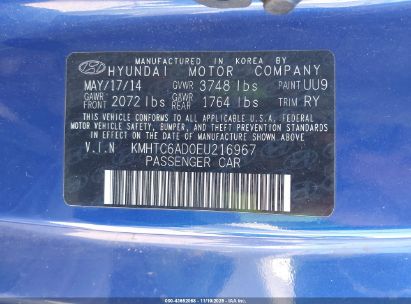 MANUFACTURED IN KOREA BY
HYUNDAI MOTOR COMPANY
MAY/17/14 GVWR 3748 lbs PAINT UU9
GAWR FRONT 2072 lbs GAWR REAR 1764 lbs TRIM RY
THIS VEHICLE CONFORMS TO ALL APPLICABLE U.S.A. FEDERAL
MOTOR VEHICLE SAFETY, BUMPER, AND THEFT PREVENTION STANDARDS
IN EFFECT ON THE DATE OF MANUFACTURE SHOWN ABOVE.
V.I.N KMHTC6AD0EU216967
PASSENGER CAR